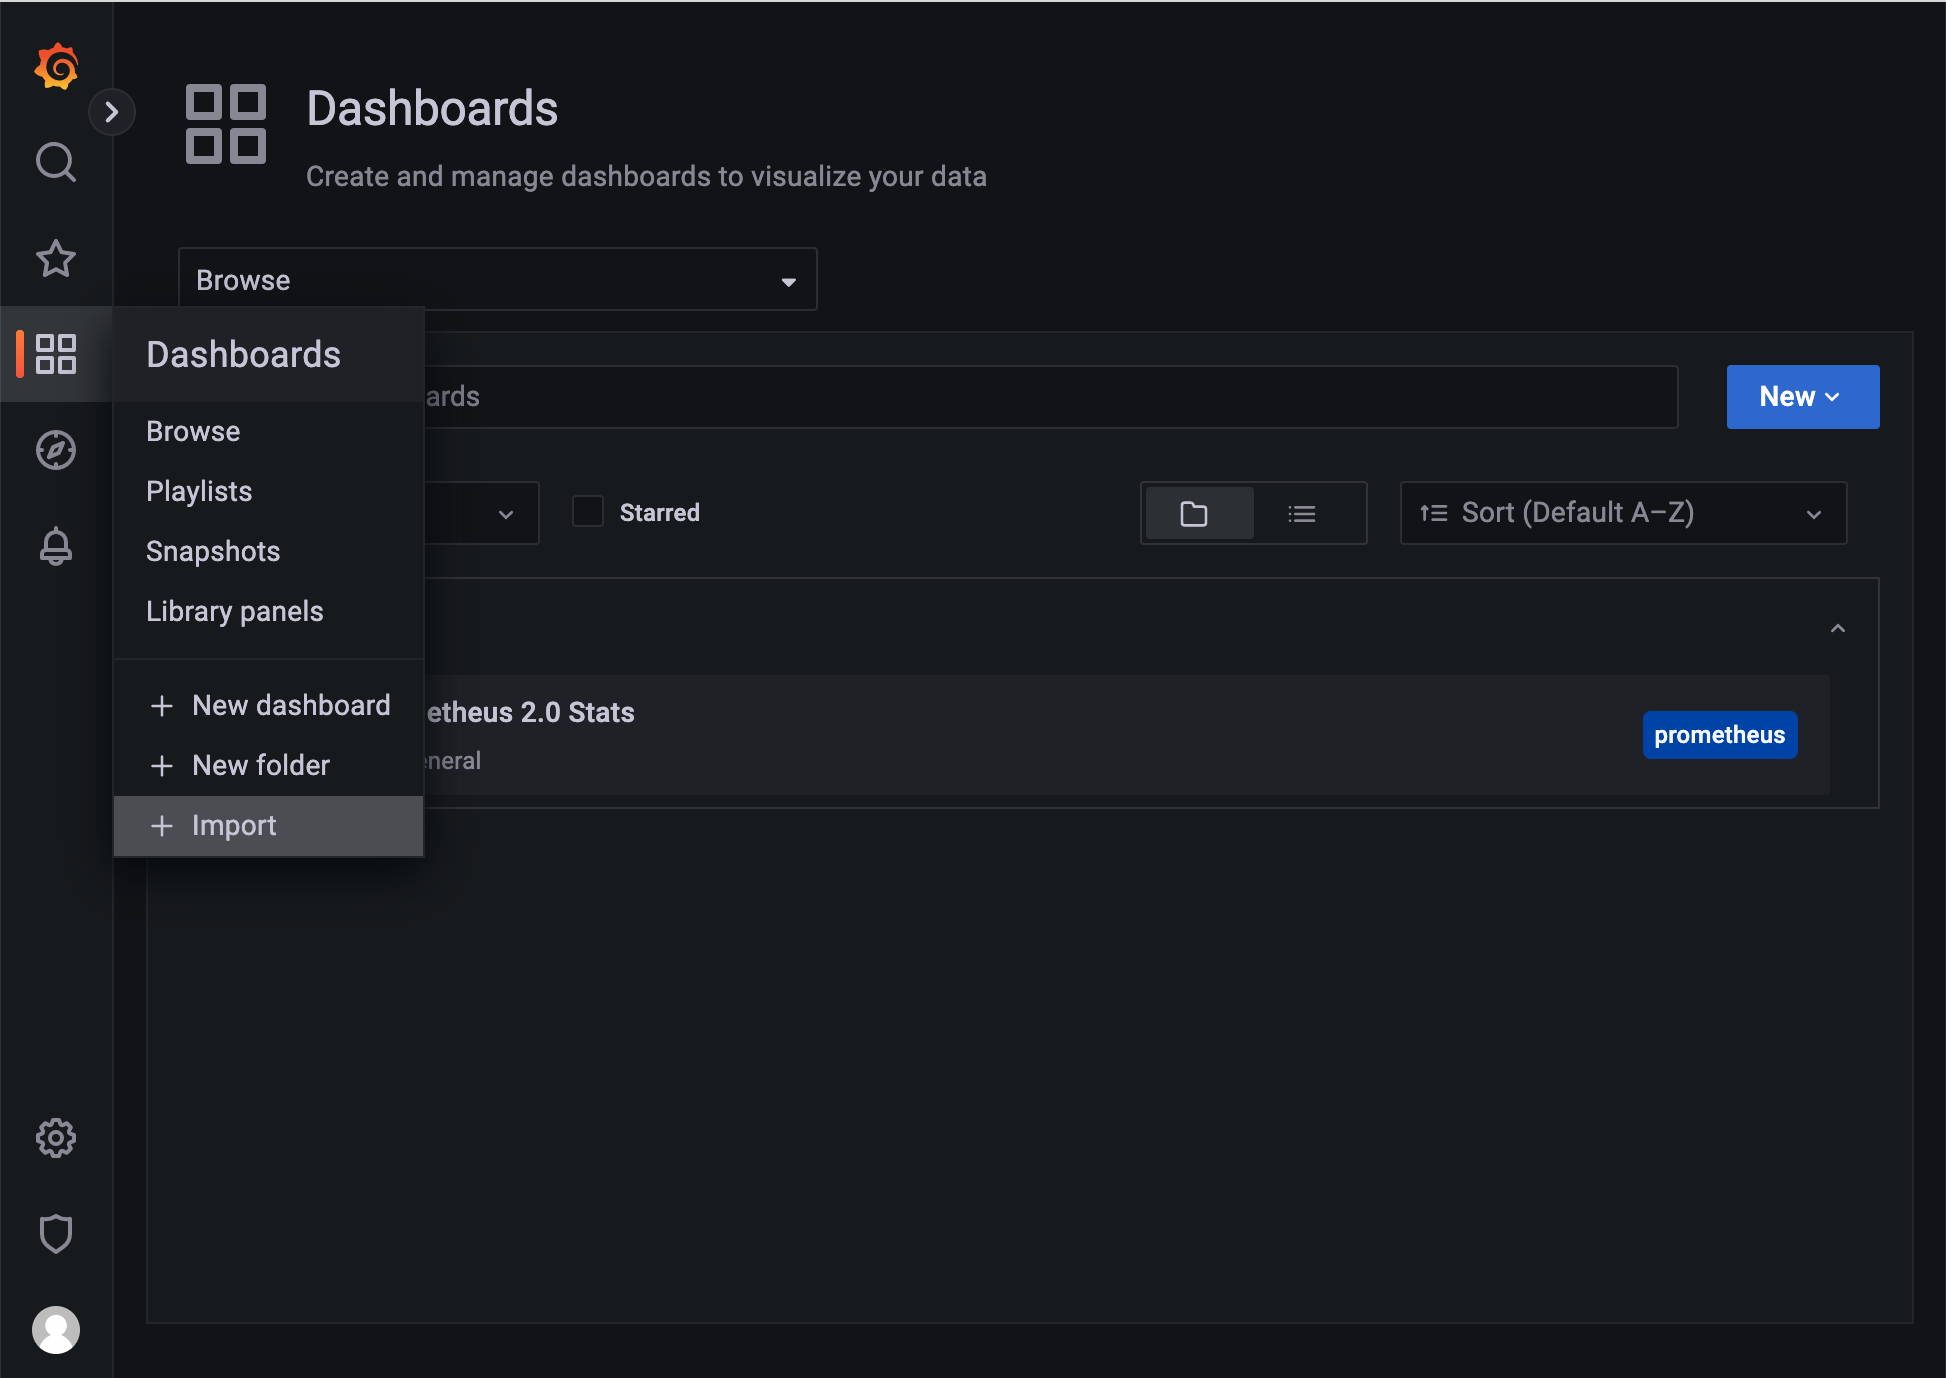 Dashboards
Create and manage dashboards to visualize your data
Browse
Dashboards
ards
New
Browse
Playlists
Starred
Sort (Default A–Z)
Snapshots
Library panels
New dashboard
etheus 2.0 Stats
prometheus
New folder
eneral
Import